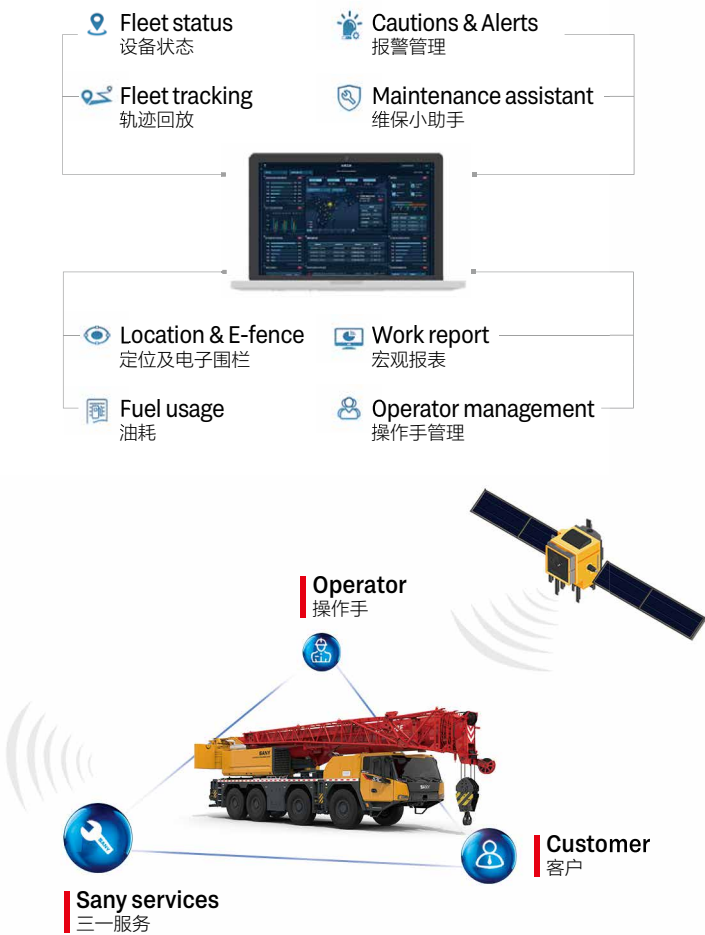 Fleet status
设备状态
Cautions & Alerts
报警管理
Fleet tracking
轨迹回放
Maintenance assistant
维保小助手
Location & E-fence
定位及电子围栏
Work report
宏观报表
Fuel usage
油耗
Operator management
操作手管理
Operator
操作手
SANY
SANY
SANY
Customer
客户
Sany services
三一服务